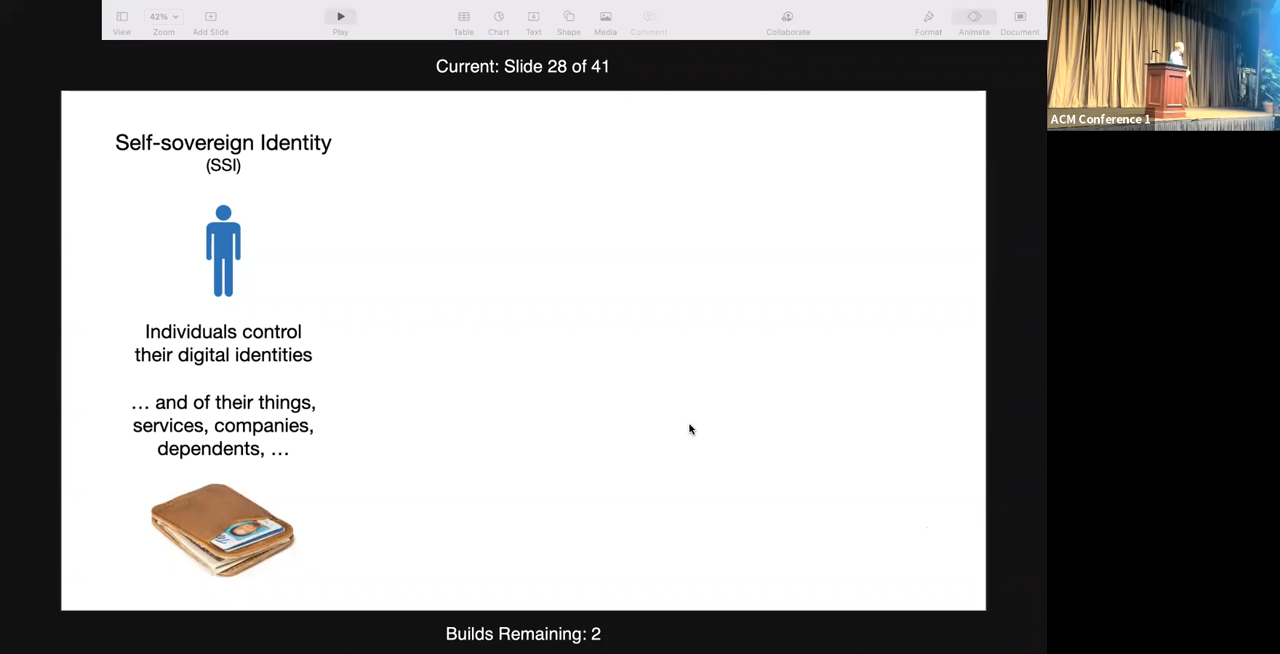 42%
View
Zoom
Add Slide
Play
Table
Chart
Text
Shape
Media
Comment
Collaborate
Format
Animate
Document
Current: Slide 28 of 41
ACM Conference 1
Self-sovereign Identity
(SSI)
Individuals control
their digital identities
… and of their things,
services, companies,
dependents, …
Builds Remaining: 2